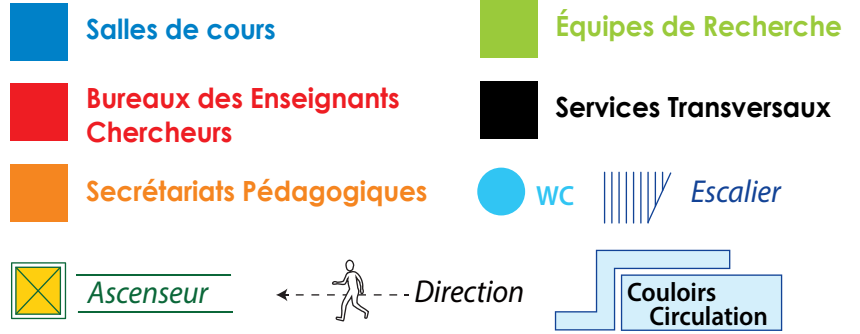 Salles de cours
Équipes de Recherche
Bureaux des Enseignants
Chercheurs
Services Transversaux
Secrétariats Pédagogiques
WC
Escalier
Ascenseur
Direction
Couloirs
Circulation